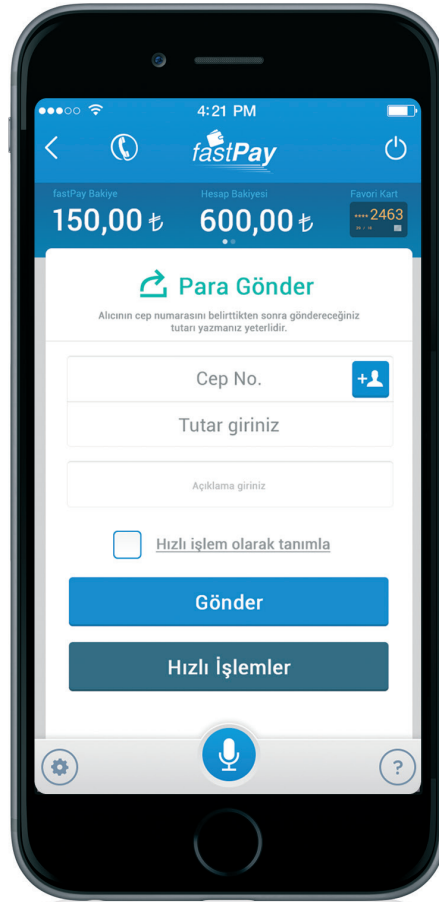 4:21 PM
fastPay
fastPay Bakiye
Hesap Bakiyesi
Favori Kart
150,00 ₺
600,00 ₺
•••• 2463
Para Gönder
Alıcının cep numarasını belirttikten sonra göndereceğiniz
tutarı yazmanız yeterlidir.
Cep No.
Tutar giriniz
Açıklama giriniz
Hızlı işlem olarak tanımla
Gönder
Hızlı İşlemler
?